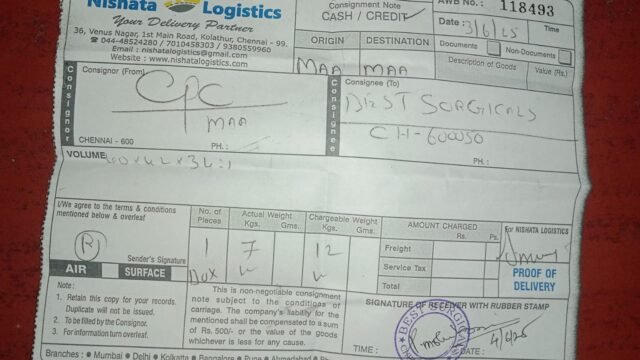 Nishata Logistics
Your Delivery Partner
36, Venus Nagar, 1st Main Road, Kolathur, Chennai - 99.
☎ 044-48524280 / 7010458303 / 9380559960
Email : nishatalogistics@gmail.com
Website : www.nishatalogistics.com
Consignment Note
CASH / CREDIT
AWB No. : 118493
Date : 3/6/25
ORIGIN DESTINATION
MAA MAA
Documents Non-Documents
Description of Goods Value (Rs.)
Consignor
Consignor (From)
CPC
MAA
CHENNAI - 600 PH. :
Consignee
Consignee (To)
SURGICALS
CH-600050
PH. :
VOLUME
I/We agree to the terms & conditions
mentioned below & overleaf
Sender's Signature
AIR SURFACE
No. of Pieces
1
Actual Weight
Kgs. Gms.
7
Chargeable Weight
Kgs. Gms.
12
AMOUNT CHARGED
Rs. Ps.
Freight
Service Tax
Total
For NISHATA LOGISTICS
PROOF OF DELIVERY
Note :
1. Retain this copy for your records.
Duplicate will not be issued.
2. To be filled by the Consignor.
3. For information turn overleaf.
This is non-negotiable consignment
note subject to the conditions of
carriage. The company's liability for the
mentioned shall be compensated to a sum
of Rs. 500/- or the value of the goods
whichever is less for any cause.
SIGNATURE OF RECEIVER WITH RUBBER STAMP
TIME : DATE : 4/6/25
Branches : • Mumbai • Delhi • Kolkatta • Bangalore • Pune • Ahmedabad